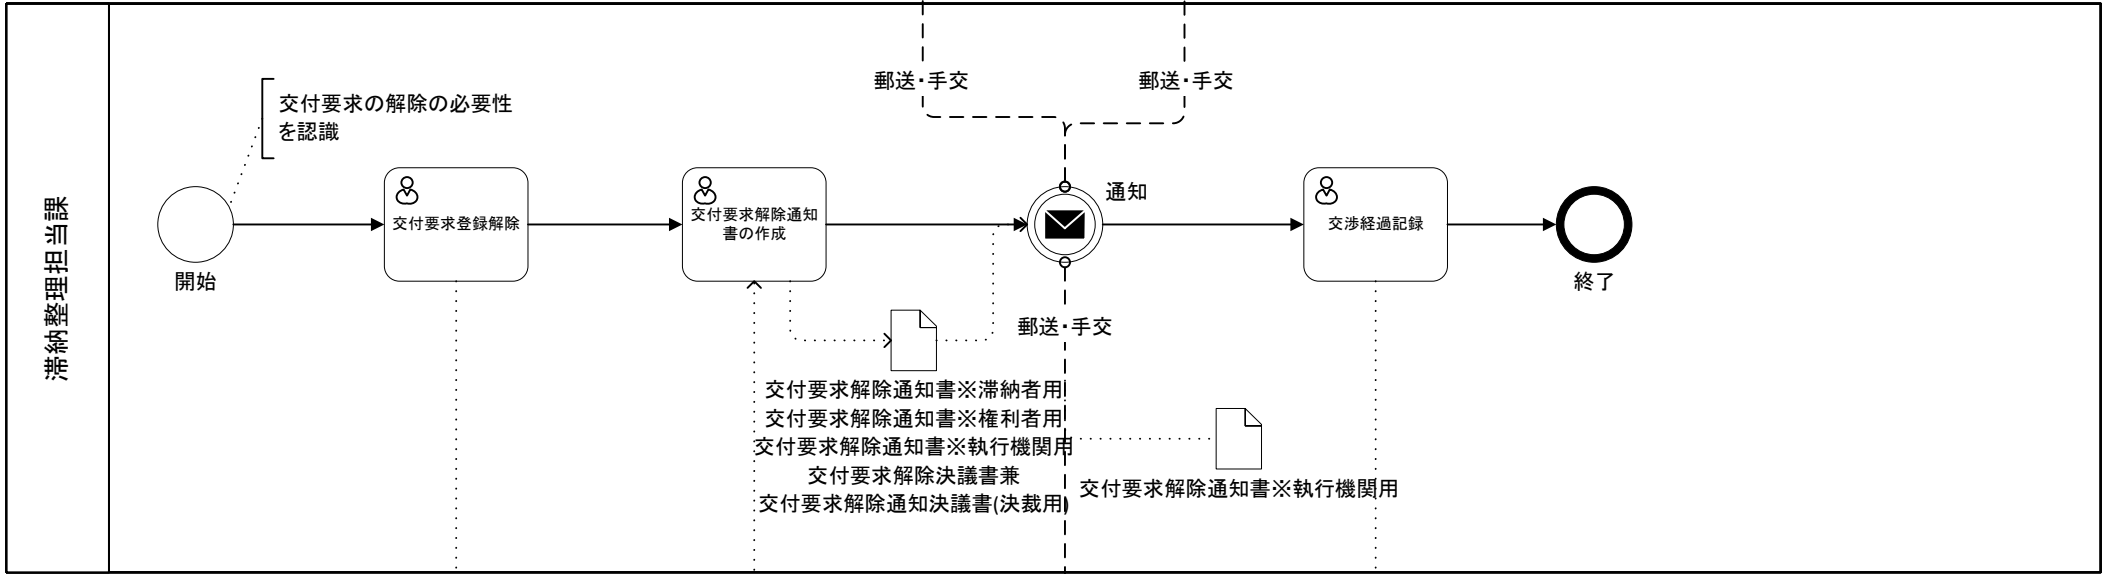 滞納整理担当課
郵送・手交
郵送・手交
交付要求の解除の必要性
を認識
開始
交付要求登録解除
交付要求解除通知
書の作成
通知
交渉経過記録
終了
郵送・手交
交付要求解除通知書※滞納者用
交付要求解除通知書※権利者用
交付要求解除通知書※執行機関用
交付要求解除決議書兼
交付要求解除通知決議書(決裁用)
交付要求解除通知書※執行機関用